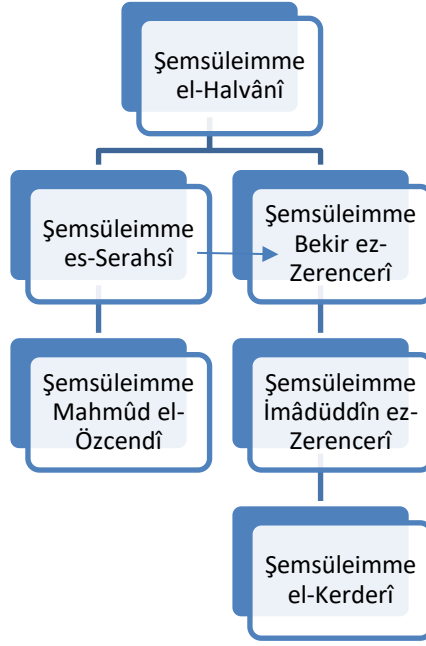 Şemsüleimme
el-Halvânî
Şemsüleimme
es-Serahsî
Şemsüleimme
Bekir ez-
Zerencerî
Şemsüleimme
Mahmûd el-
Özcendî
Şemsüleimme
İmâdüddîn ez-
Zerencerî
Şemsüleimme
el-Kerderî